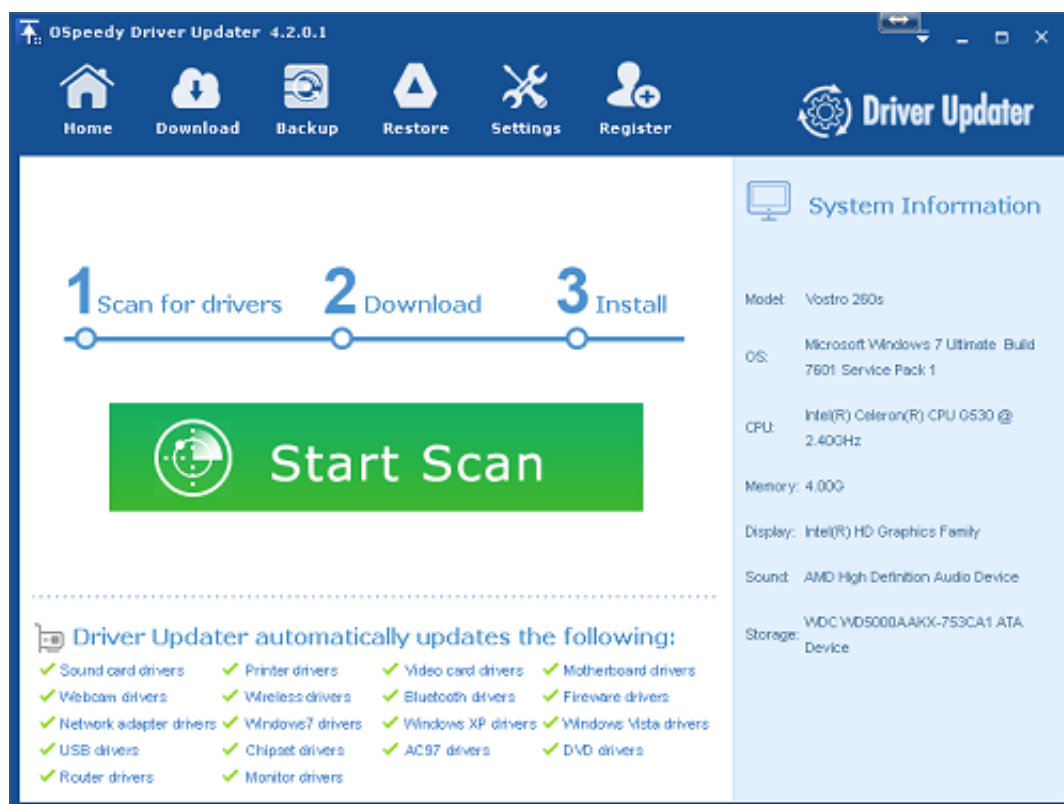 OSpeedy Driver Updater 4.2.0.1
Home Download Backup Restore Settings Register
Driver Updater
1 Scan for drivers 2 Download 3 Install
Start Scan
Driver Updater automatically updates the following:
Sound card drivers Printer drivers Video card drivers Motherboard drivers
Webcam drivers Wireless drivers Bluetooth drivers Fireware drivers
Network adapter drivers Windows7 drivers Windows XP drivers Windows Vista drivers
USB drivers Chipset drivers AC97 drivers DVD drivers
Router drivers Monitor drivers
System Information
Model: Vostro 260s
OS: Microsoft Windows 7 Ultimate Build
7601 Service Pack 1
CPU: Intel(R) Celeron(R) CPU G530 @
2.40GHz
Memory: 4.00G
Display: Intel(R) HD Graphics Family
Sound: AMD High Definition Audio Device
Storage: WDC WD5000AAKX-753CA1 ATA
Device